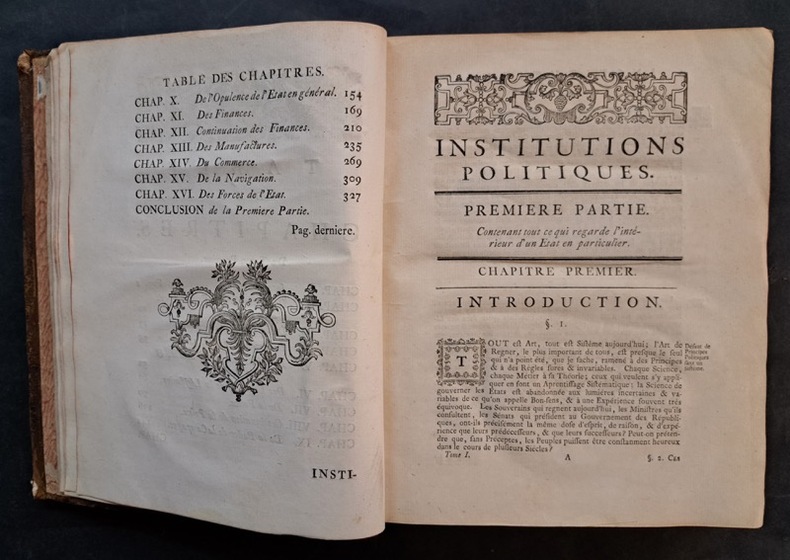 TABLE DES CHAPITRES.
CHAP. X. De l'Opulence de l'Etat en général. 154
CHAP. XI. Des Finances. 169
CHAP. XII. Continuation des Finances. 210
CHAP. XIII. Des Manufactures. 235
CHAP. XIV. Du Commerce. 269
CHAP. XV. De la Navigation. 309
CHAP. XVI. Des Forces de l'Etat. 327
CONCLUSION de la Premiere Partie.
Pag. derniere.
INSTI-
INSTITUTIONS
POLITIQUES.
PREMIERE PARTIE.
Contenant tout ce qui regarde l'inté-
rieur d'un Etat en particulier.
CHAPITRE PREMIER.
INTRODUCTION.
§. 1.
TOUT est Art, tout est Sistême aujourd'hui; l'Art de
Regner, le plus important de tous, est presque le seul
qui n'a point été, que je sache, ramené à des Principes
& à des Régles sures & invariables. Chaque Science,
chaque Métier à sa Théorie; ceux qui veulent s'y appli-
quer en font un Aprentissage Sistematique: la Science de
gouverner les Etats est abandonnée aux lumières incertaines & va-
riables de ce qu'on appelle Bon-sens, & à une Expérience souvent très
équivoque. Les Souverains qui regnent aujourd'hui, les Ministres qu'ils
consultent, les Sénats qui président au Gouvernement des Républi-
ques, ont-ils précisément la même dose d'esprit, de raison, & d'expé-
rience que leurs prédecesseurs, & que leurs successeurs? Peut-on préten-
dre que, sans Préceptes, les Peuples puissent être constamment heureux
dans le cours de plusieurs Siecles?
Defaut de
Principes
Politiques
Sistême.
Tome I. A §. 2. Ces